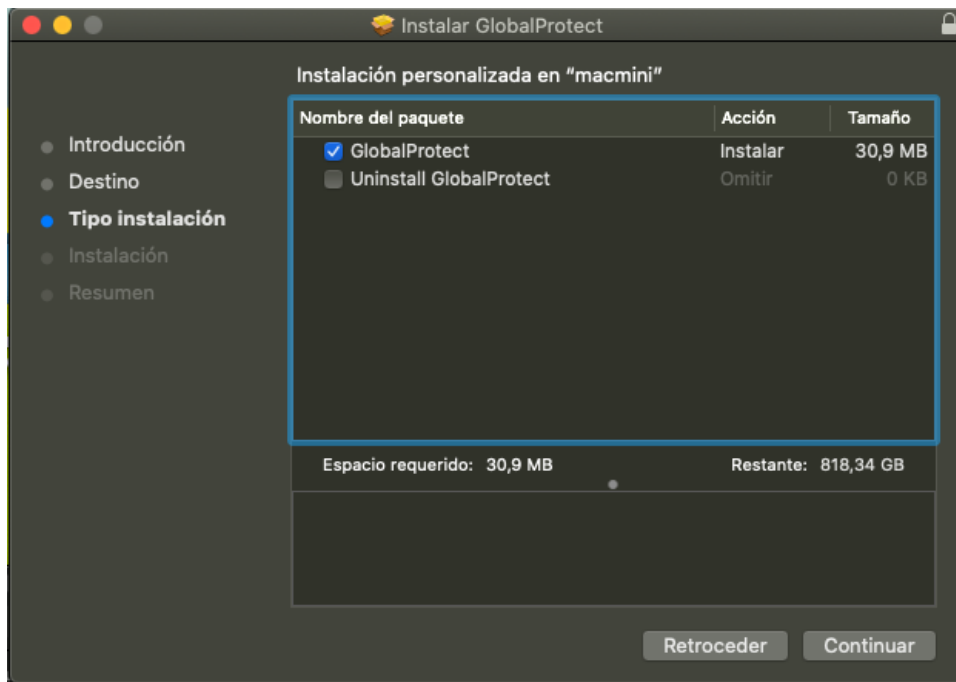 Instalar GlobalProtect
Instalación personalizada en “macmini”
Introducción
Destino
Tipo instalación
Instalación
Resumen
Nombre del paquete Acción Tamaño
GlobalProtect Instalar 30,9 MB
Uninstall GlobalProtect Omitir 0 KB
Espacio requerido: 30,9 MB Restante: 818,34 GB
Retroceder Continuar